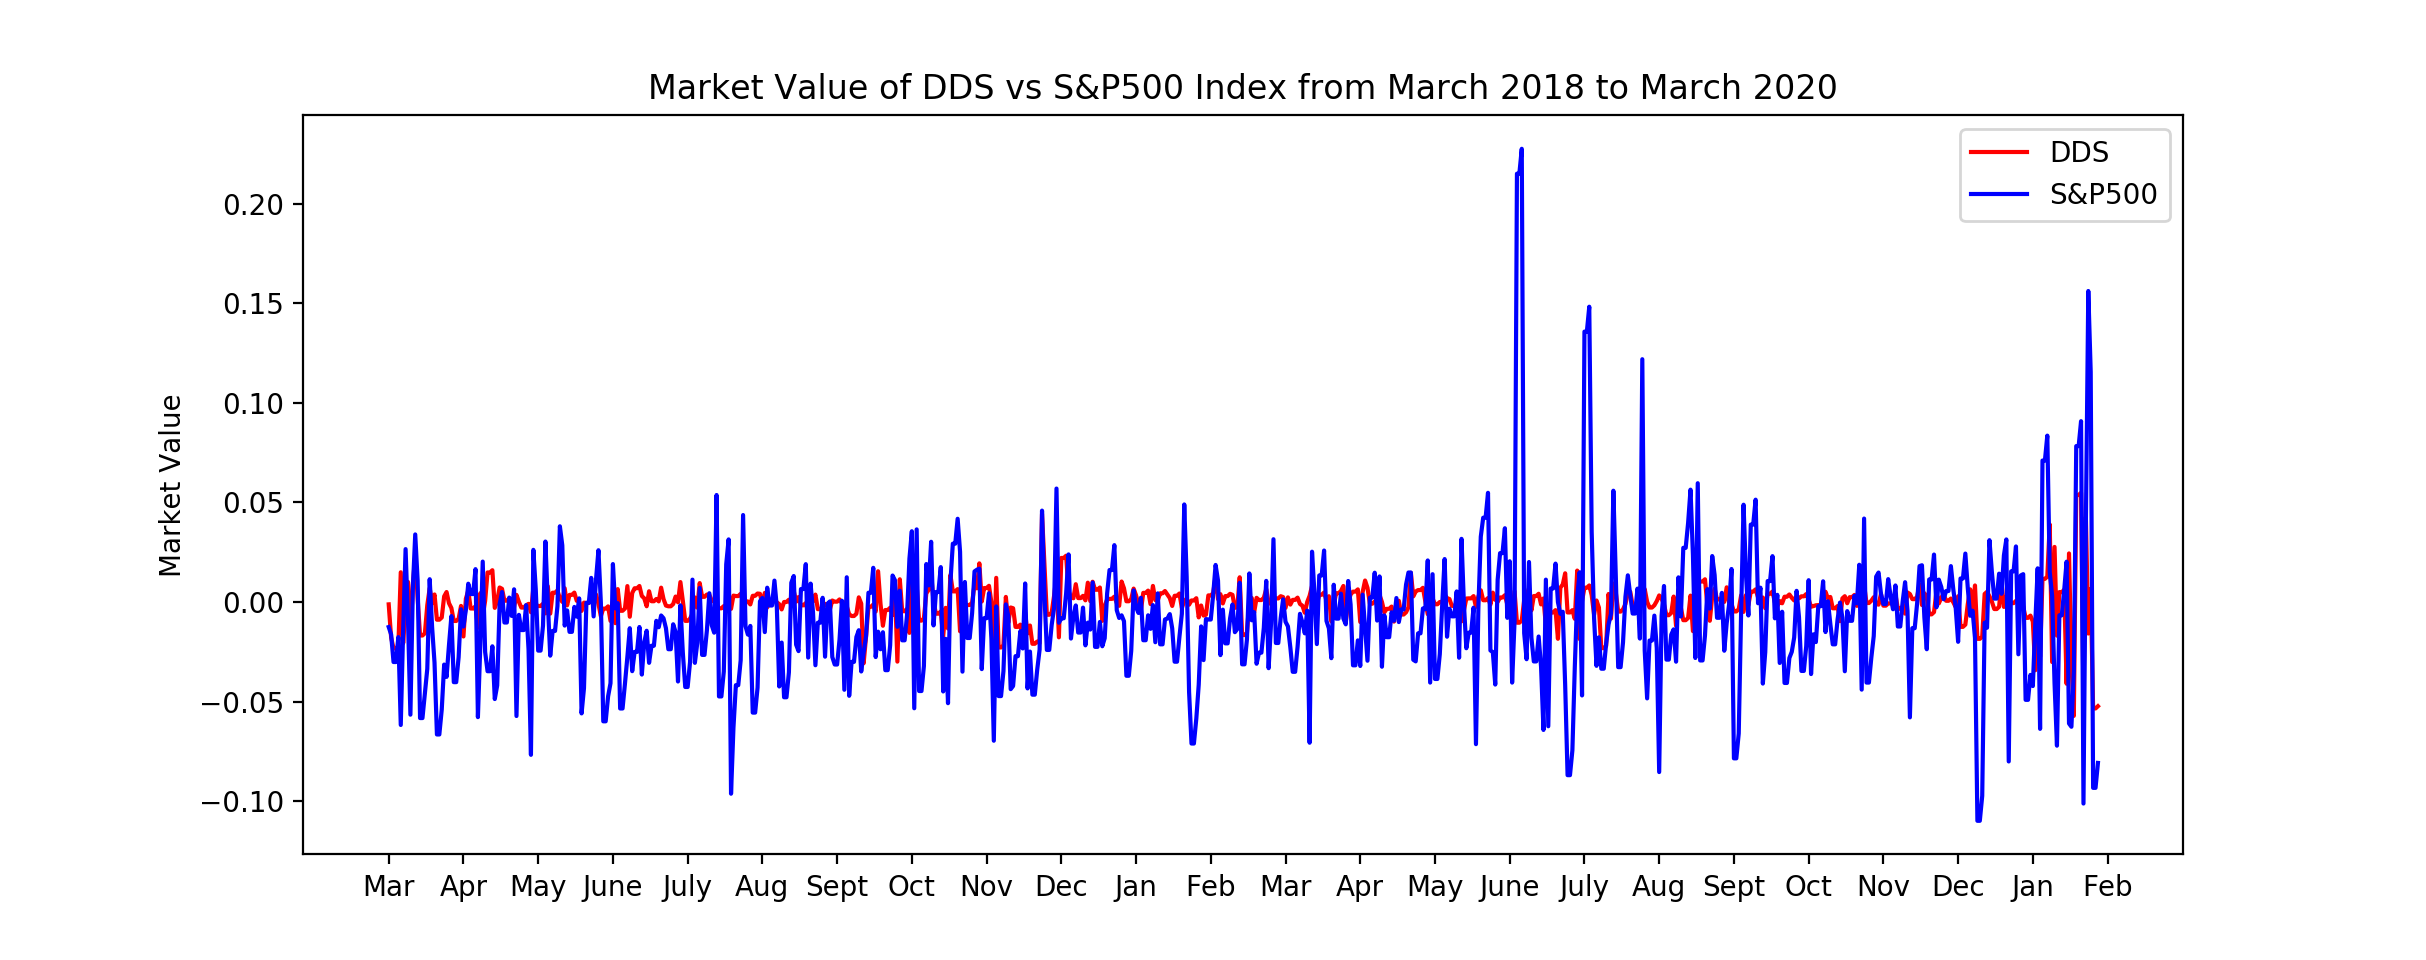 Market Value of DDS vs S&P500 Index from March 2018 to March 2020
DDS
S&P500
0.20
0.15
0.10
0.05
0.00
−0.05
−0.10
Market Value
Mar Apr May June July Aug Sept Oct Nov Dec Jan Feb Mar Apr May June July Aug Sept Oct Nov Dec Jan Feb